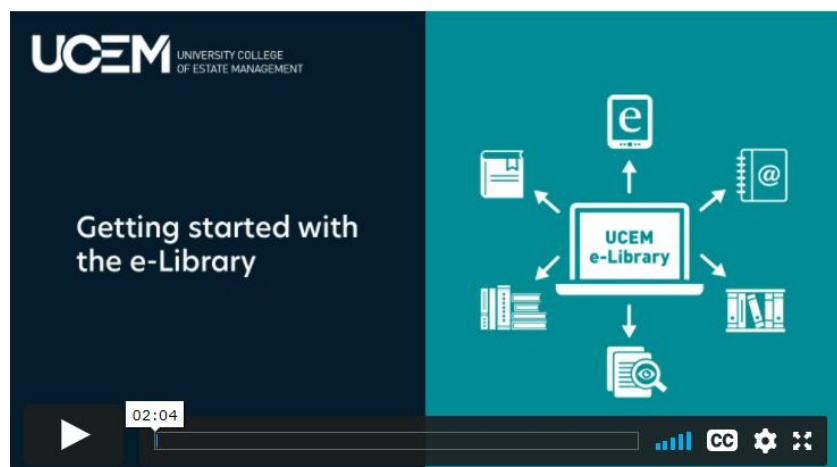 UCEM
UNIVERSITY COLLEGE
OF ESTATE MANAGEMENT
Getting started with
the e-Library
e
@
UCEM
e-Library
02:04
CC